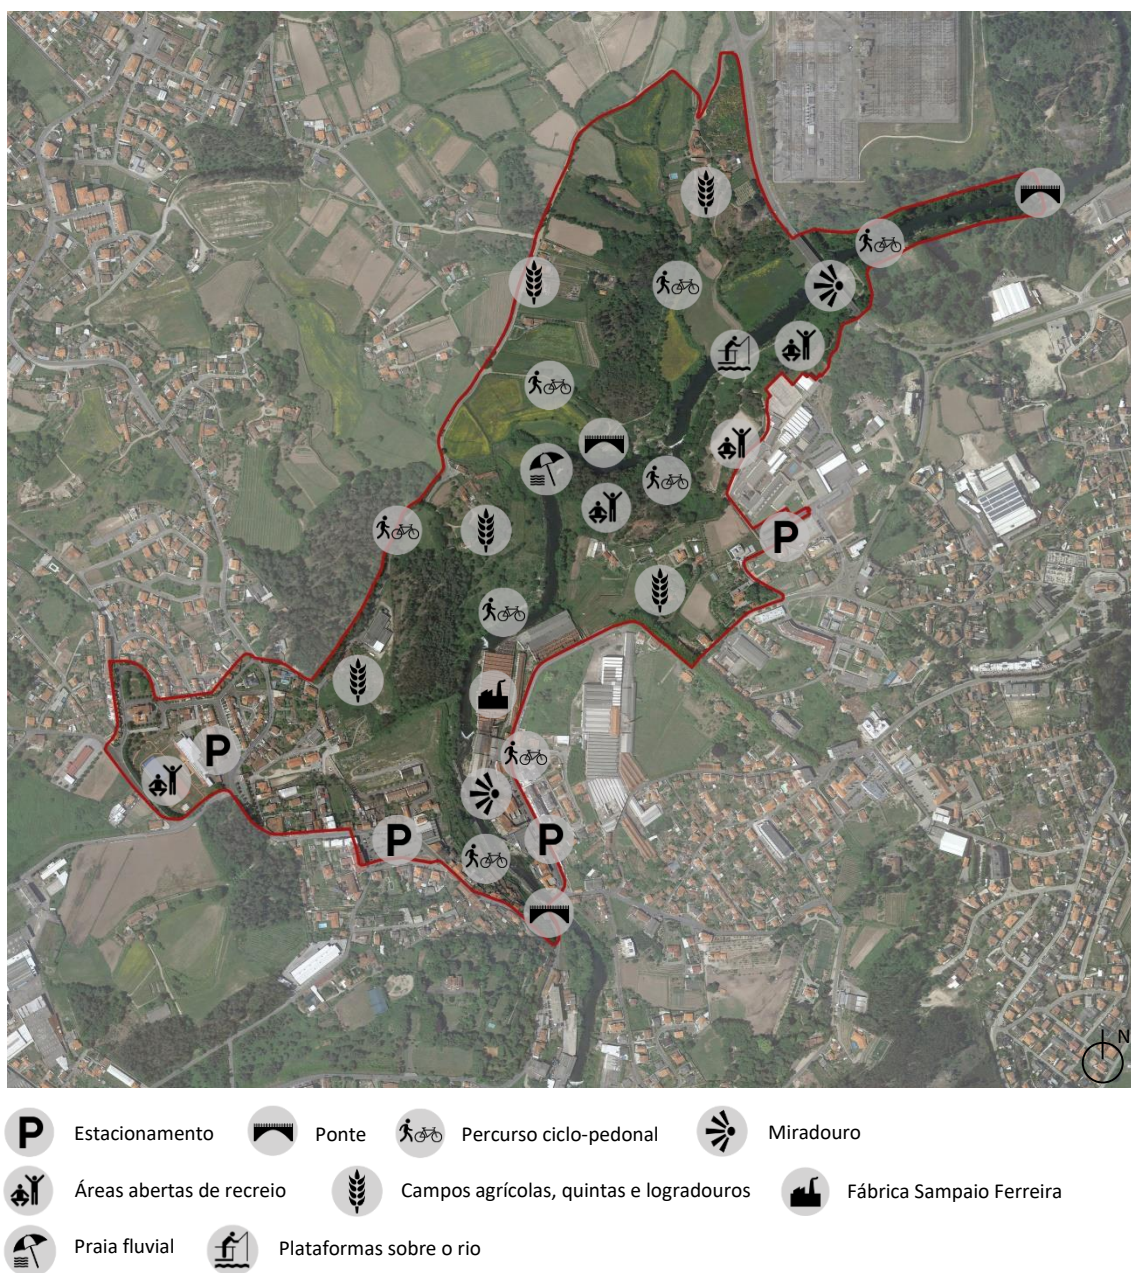 P
P
P
P
N
P Estacionamento Ponte Percurso ciclo-pedonal Miradouro
Áreas abertas de recreio Campos agrícolas, quintas e logradouros Fábrica Sampaio Ferreira
Praia fluvial Plataformas sobre o rio